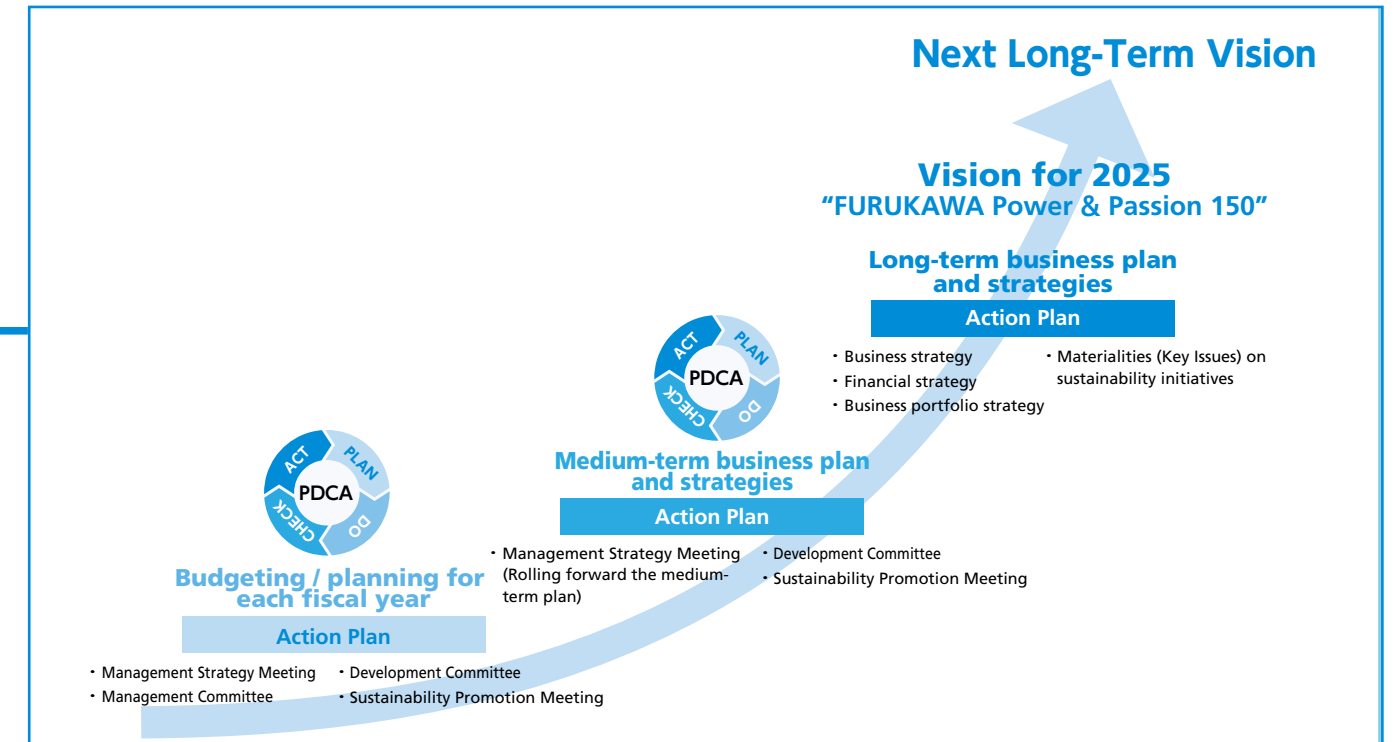 Next Long-Term Vision
Vision for 2025
“FURUKAWA Power & Passion 150”
Long-term business plan
and strategies
Action Plan
・Business strategy
・Financial strategy
・Business portfolio strategy
・Materialities (Key Issues) on
sustainability initiatives
ACT
PLAN
PDCA
CHECK
DO
Medium-term business plan
and strategies
Action Plan
・Management Strategy Meeting
(Rolling forward the medium-
term plan)
・Development Committee
・Sustainability Promotion Meeting
ACT
PLAN
PDCA
CHECK
DO
Budgeting / planning for
each fiscal year
Action Plan
・Management Strategy Meeting
・Management Committee
・Development Committee
・Sustainability Promotion Meeting